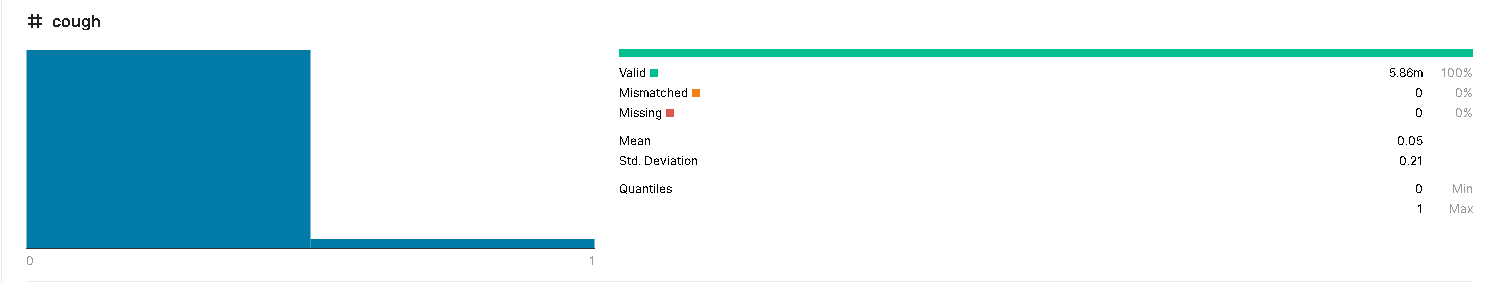 # cough
0 1
Valid 5.86m 100%
Mismatched 0 0%
Missing 0 0%
Mean 0.05
Std. Deviation 0.21
Quantiles 0 Min
1 Max